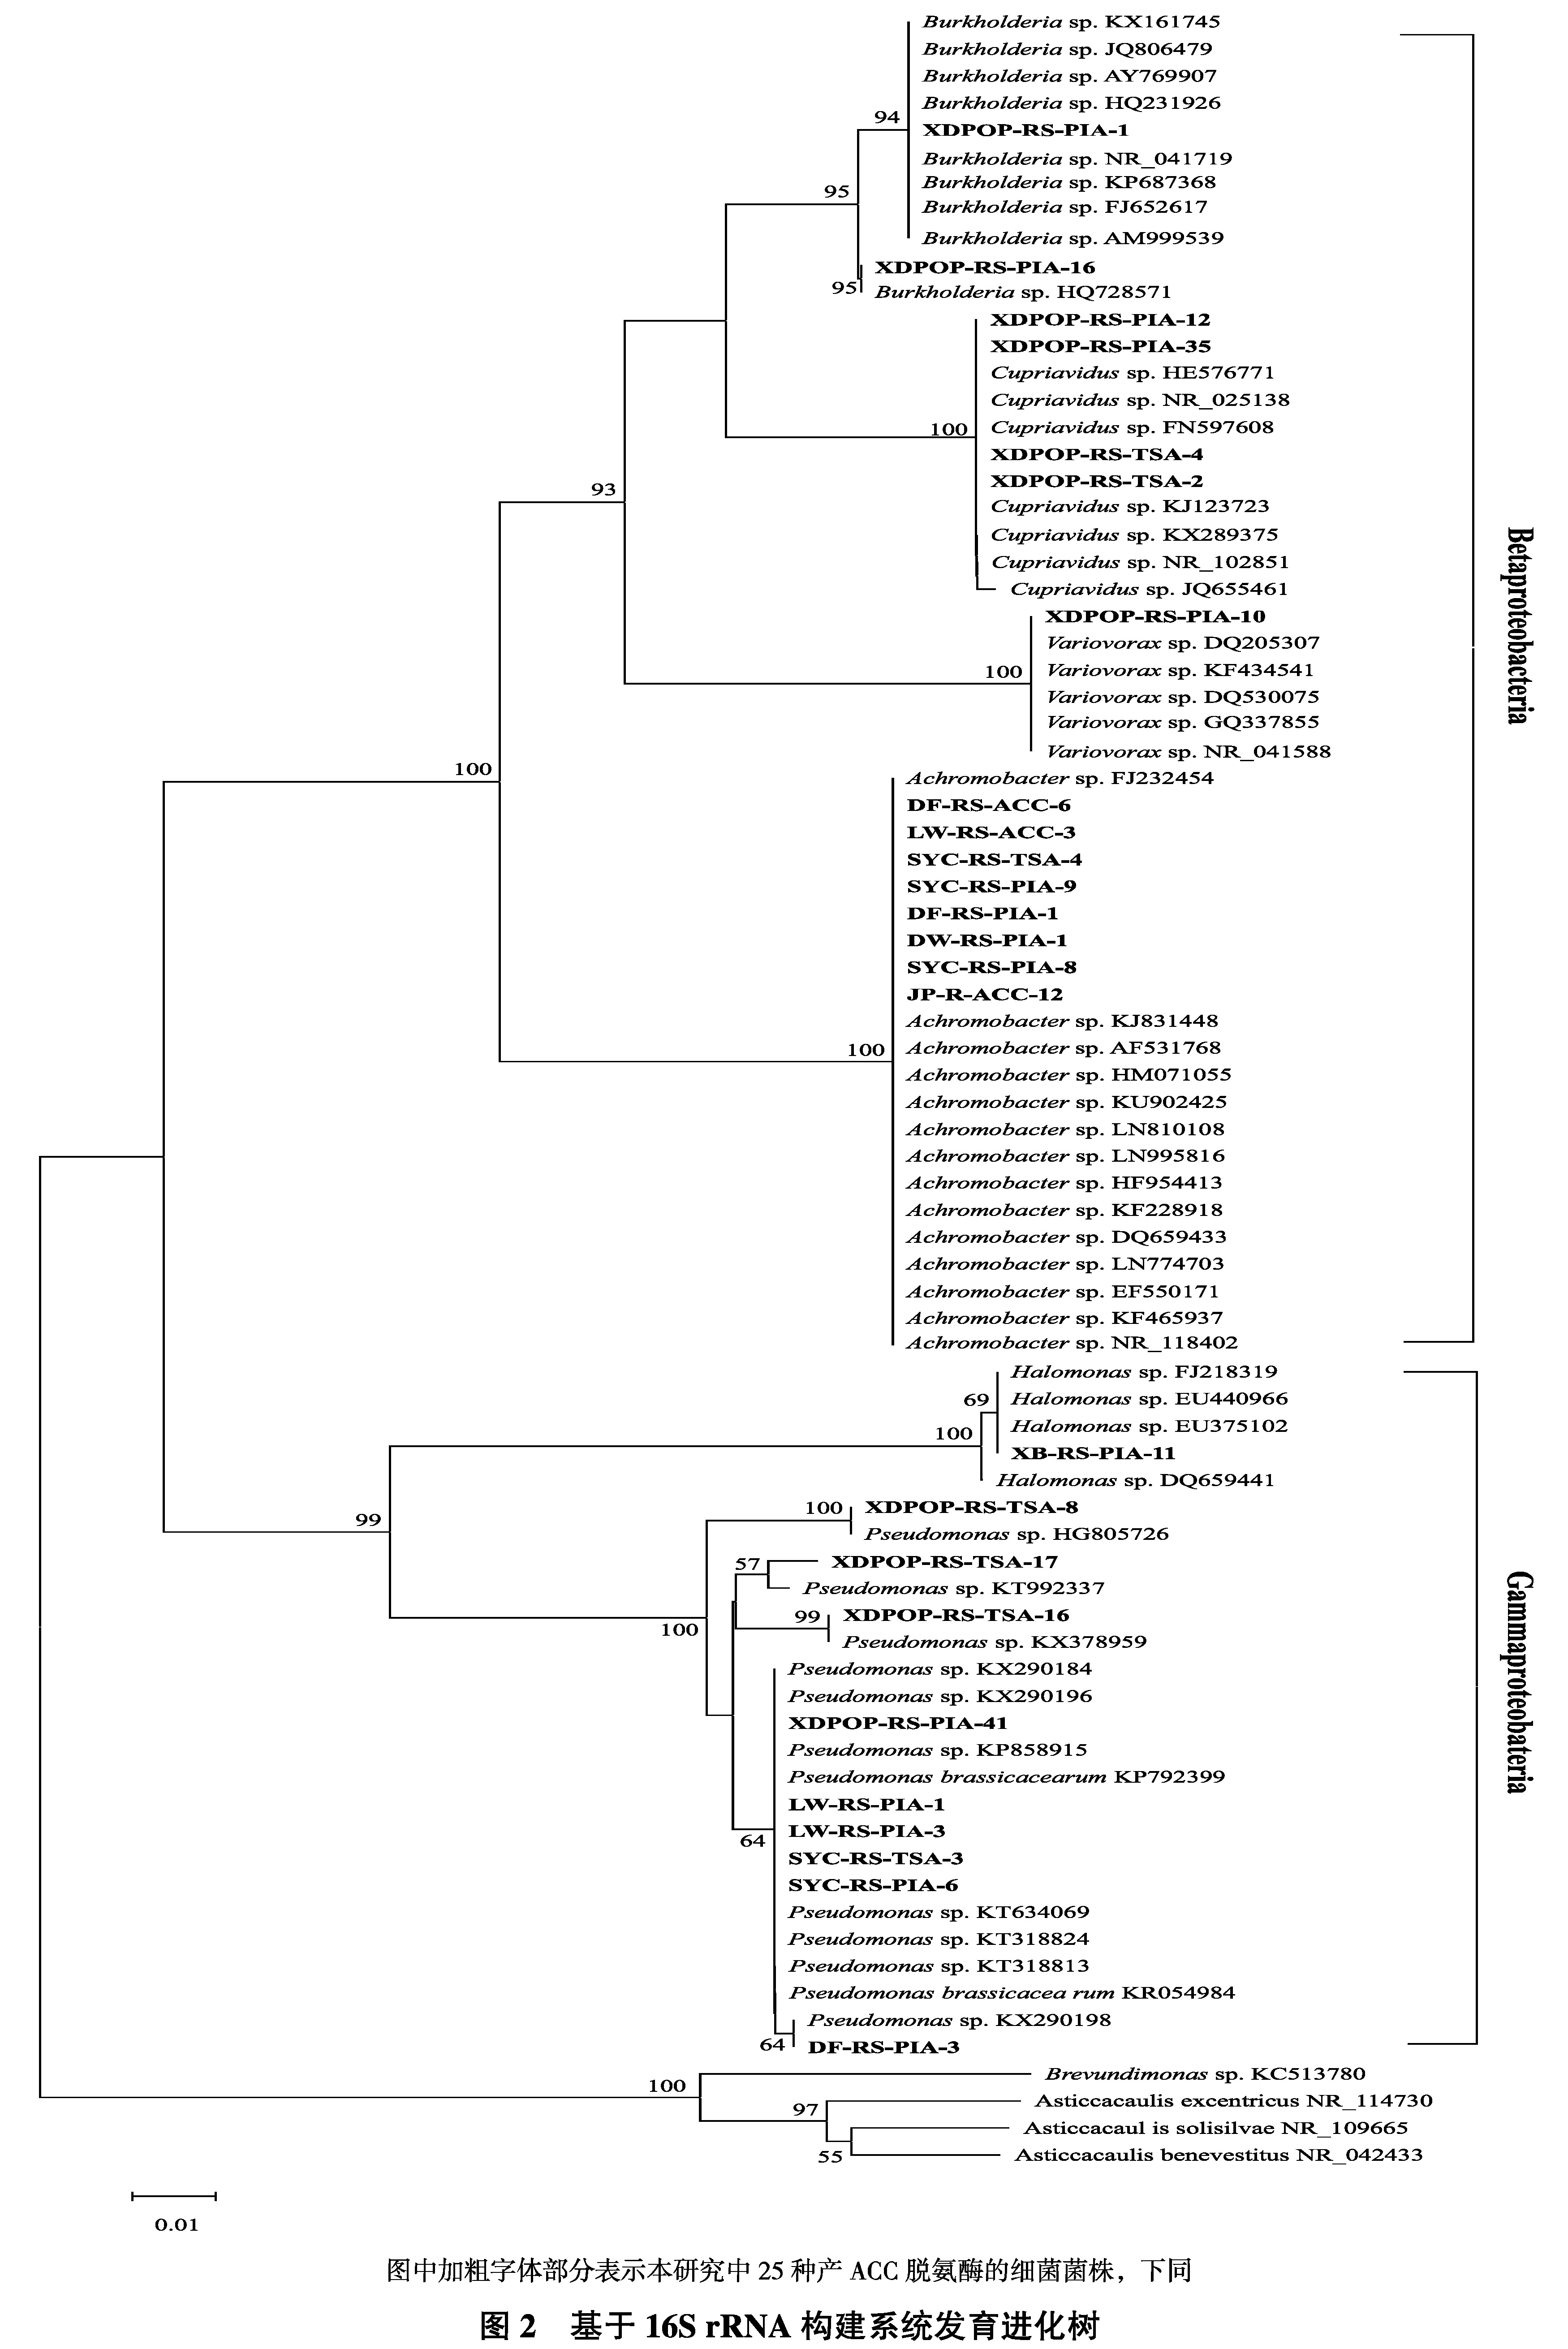 Burkholderia sp. KX161745
Burkholderia sp. JQ806479
Burkholderia sp. AY769907
Burkholderia sp. HQ231926
94
XDPOP-RS-PIA-1
Burkholderia sp. NR_041719
Burkholderia sp. KP687368
95
Burkholderia sp. FJ652617
Burkholderia sp. AM999539
XDPOP-RS-PIA-16
95
Burkholderia sp. HQ728571
XDPOP-RS-PIA-12
XDPOP-RS-PIA-35
Cupriavidus sp. HE576771
Cupriavidus sp. NR_025138
100
Cupriavidus sp. FN597608
XDPOP-RS-TSA-4
XDPOP-RS-TSA-2
93
Cupriavidus sp. KJ123723
Cupriavidus sp. KX289375
Cupriavidus sp. NR_102851
Cupriavidus sp. JQ655461
XDPOP-RS-PIA-10
Betaproteobacteria
Variovorax sp. DQ205307
100
Variovorax sp. KF434541
Variovorax sp. DQ530075
Variovorax sp. GQ337855
Variovorax sp. NR_041588
100
Achromobacter sp. FJ232454
DF-RS-ACC-6
LW-RS-ACC-3
SYC-RS-TSA-4
SYC-RS-PIA-9
DF-RS-PIA-1
DW-RS-PIA-1
SYC-RS-PIA-8
JP-R-ACC-12
Achromobacter sp. KJ831448
100
Achromobacter sp. AF531768
Achromobacter sp. HM071055
Achromobacter sp. KU902425
Achromobacter sp. LN810108
Achromobacter sp. LN995816
Achromobacter sp. HF954413
Achromobacter sp. KF228918
Achromobacter sp. DQ659433
Achromobacter sp. LN774703
Achromobacter sp. EF550171
Achromobacter sp. KF465937
Achromobacter sp. NR_118402
Halomonas sp. FJ218319
69
Halomonas sp. EU440966
Halomonas sp. EU375102
100
XB-RS-PIA-11
Halomonas sp. DQ659441
100
XDPOP-RS-TSA-8
99
Pseudomonas sp. HG805726
57
XDPOP-RS-TSA-17
Pseudomonas sp. KT992337
99
XDPOP-RS-TSA-16
100
Pseudomonas sp. KX378959
Gammaproteobateria
Pseudomonas sp. KX290184
Pseudomonas sp. KX290196
XDPOP-RS-PIA-41
Pseudomonas sp. KP858915
Pseudomonas brassicacearum KP792399
LW-RS-PIA-1
LW-RS-PIA-3
64
SYC-RS-TSA-3
SYC-RS-PIA-6
Pseudomonas sp. KT634069
Pseudomonas sp. KT318824
Pseudomonas sp. KT318813
Pseudomonas brassicacea rum KR054984
Pseudomonas sp. KX290198
64
DF-RS-PIA-3
Brevundimonas sp. KC513780
100
Asticcacaulis excentricus NR_114730
97
Asticcacaul is solisilvae NR_109665
55
Asticcacaulis benevestitus NR_042433
0.01
图中加粗字体部分表示本研究中 25 种产 ACC 脱氨酶的细菌菌株，下同
图 2 基于 16S rRNA 构建系统发育进化树